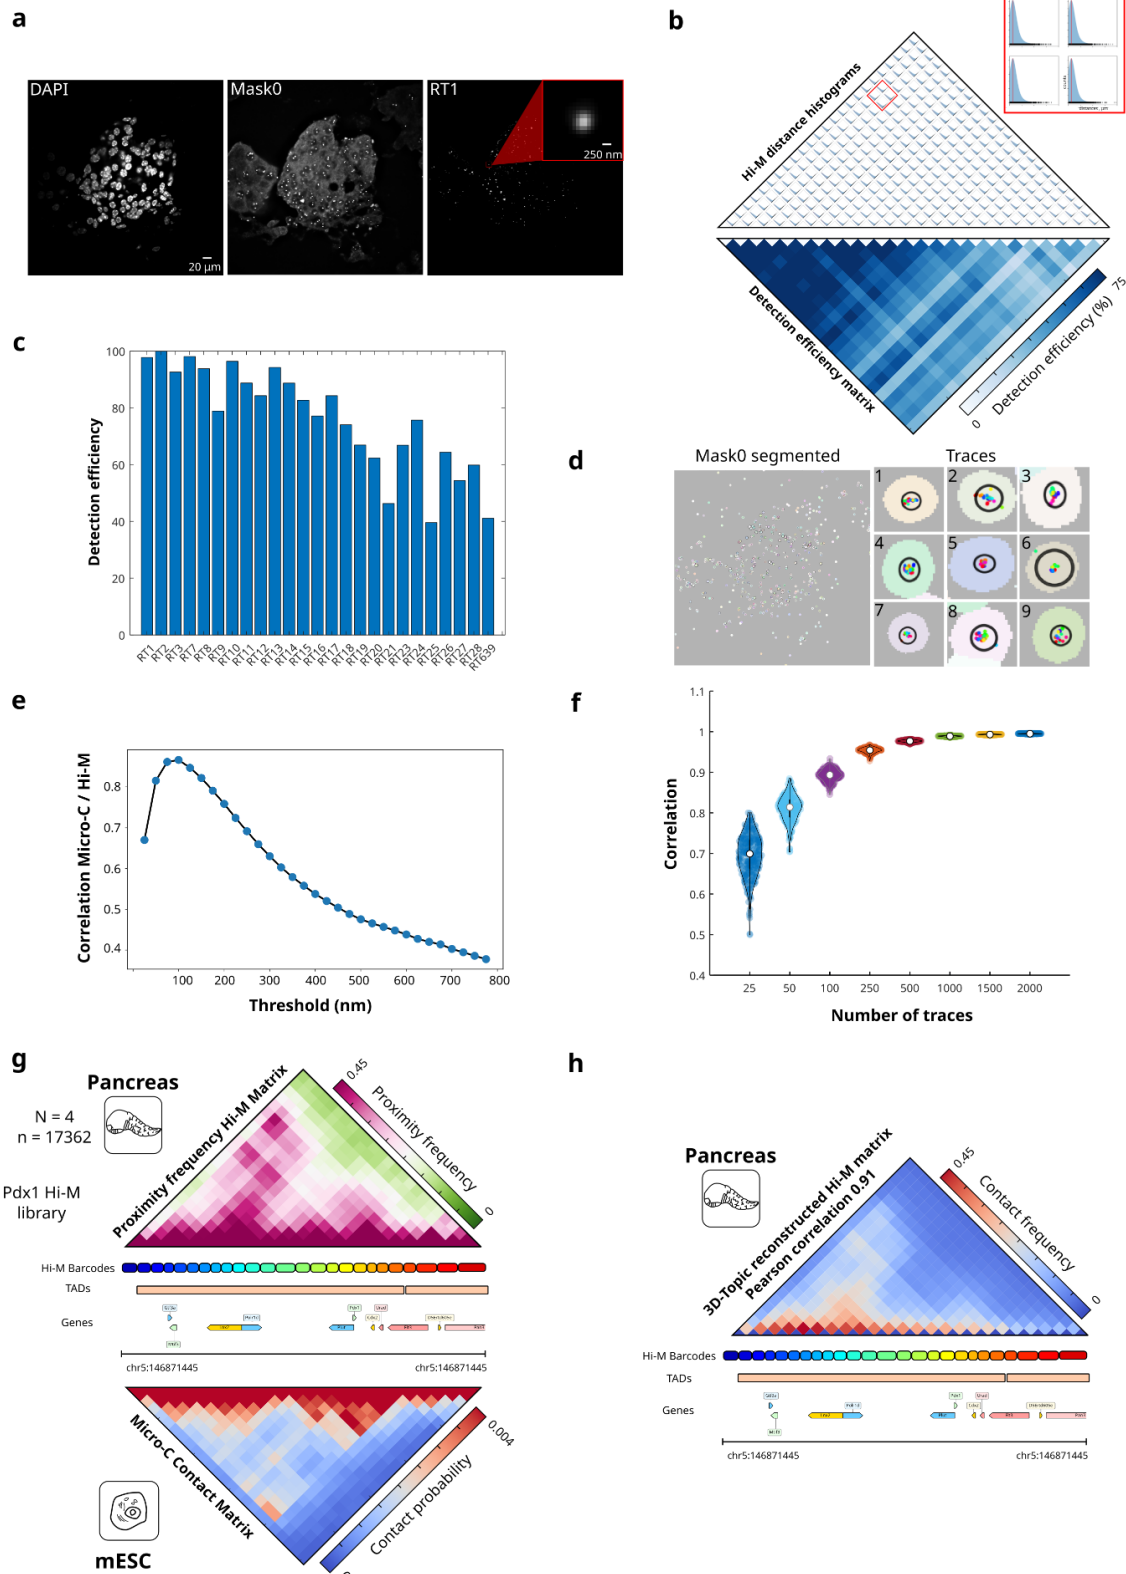 a
DAPI
20 µm
Mask0
RT1
250 nm
b
Hi-M distance histograms
distances, µm
Detection efficiency matrix
0
Detection efficiency (%)
75
c
Detection efficiency
100
80
60
40
20
0
RT1
RT2
RT3
RT7
RT8
RT9
RT10
RT11
RT12
RT13
RT14
RT15
RT16
RT17
RT18
RT19
RT20
RT21
RT23
RT24
RT25
RT26
RT27
RT28
RT639
d
Mask0 segmented
Traces
1
2
3
4
5
6
7
8
9
e
Correlation Micro-C / Hi-M
0.8
0.7
0.6
0.5
0.4
100
200
300
400
500
600
700
800
Threshold (nm)
f
Correlation
1.1
1
0.9
0.8
0.7
0.6
0.5
0.4
25
50
100
250
500
1000
1500
2000
Number of traces
g
Pancreas
N = 4
n = 17362
Pdx1 Hi-M
library
Proximity frequency Hi-M Matrix
0.45
Proximity frequency
0
Hi-M Barcodes
TADs
Genes
chr5:146871445
chr5:146871445
Micro-C Contact Matrix
0.004
Contact probability
mESC
h
Pancreas
3D-Topic reconstructed Hi-M matrix
Pearson correlation 0.91
0.45
Contact frequency
0
Hi-M Barcodes
TADs
Genes
chr5:146871445
chr5:146871445